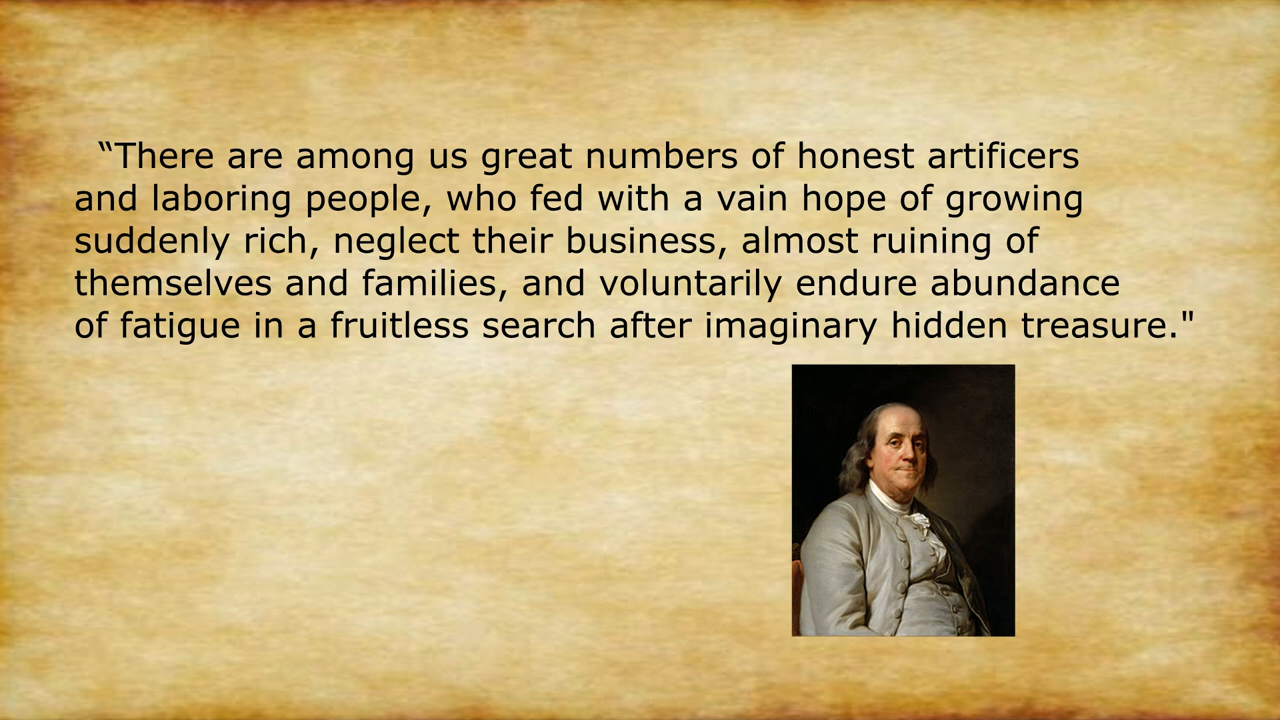 “There are among us great numbers of honest artificers
and laboring people, who fed with a vain hope of growing
suddenly rich, neglect their business, almost ruining of
themselves and families, and voluntarily endure abundance
of fatigue in a fruitless search after imaginary hidden treasure."